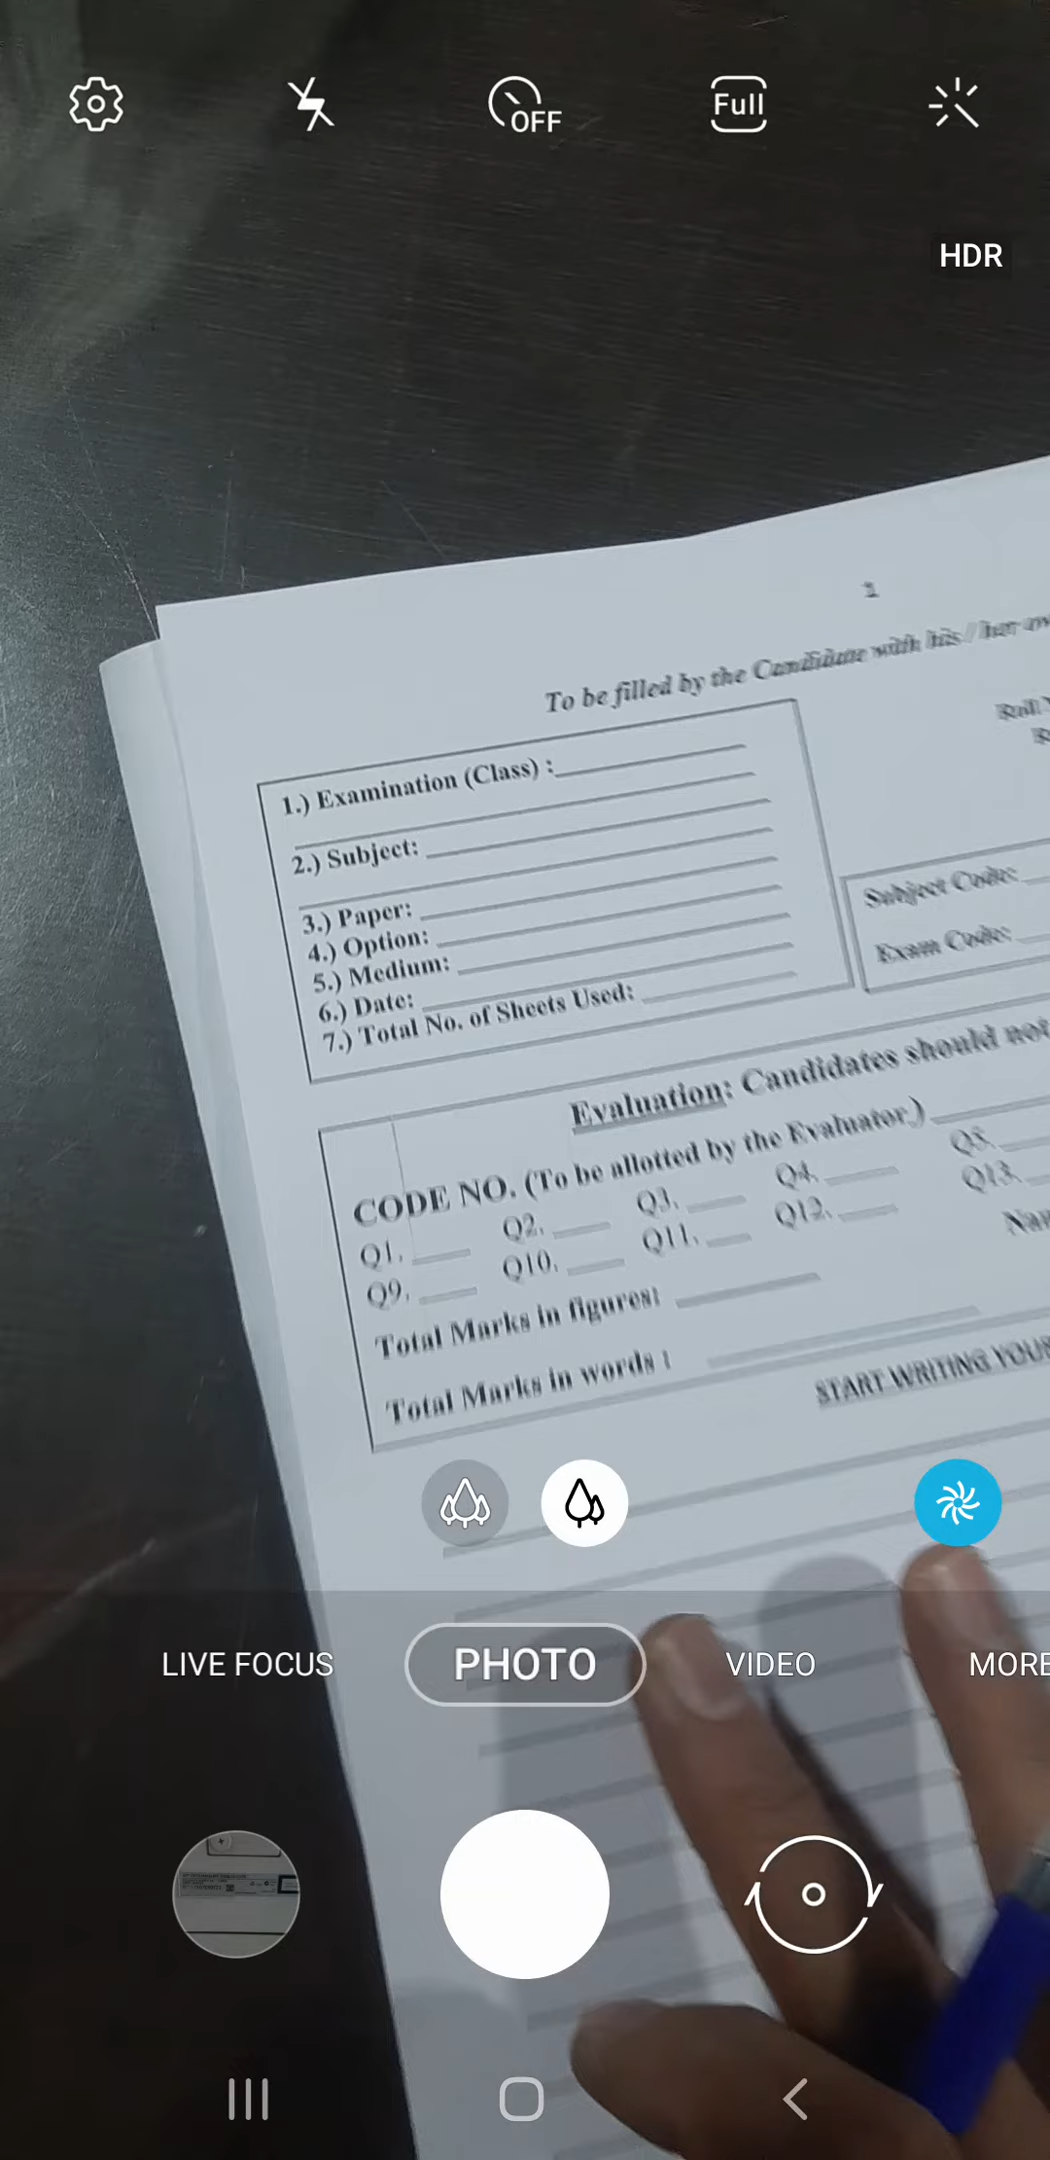 OFF
Full
HDR
1
To be filled by the Candidate with his / her
1.) Examination (Class) :
2.) Subject:
3.) Paper:
4.) Option:
5.) Medium:
6.) Date:
7.) Total No. of Sheets Used:
Subject Code:
Exam Code:
Evaluation: Candidates should not
CODE NO. (To be allotted by the Evaluator.)
Q1. Q2. Q3. Q4. Q5.
Q9. Q10. Q11. Q12. Q13.
Total Marks in figures:
Total Marks in words :
START WRITING YOUR
LIVE FOCUS
PHOTO
VIDEO
MORE